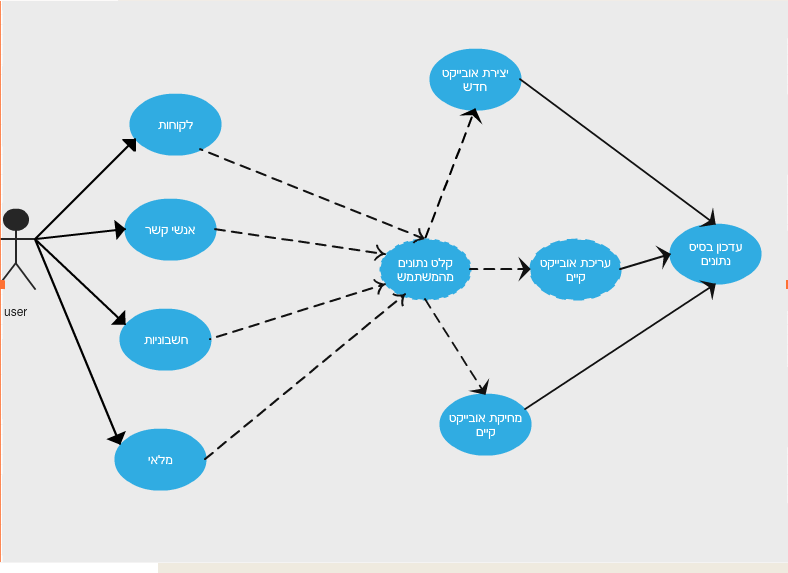 יצירת אובייקט
חדש
לקוחות
אנשי קשר
קלט נתונים
מהמשתמש
עריכת אובייקט
קיים
עדכון בסיס
נתונים
user
חשבוניות
מחיקת אובייקט
קיים
מלאי